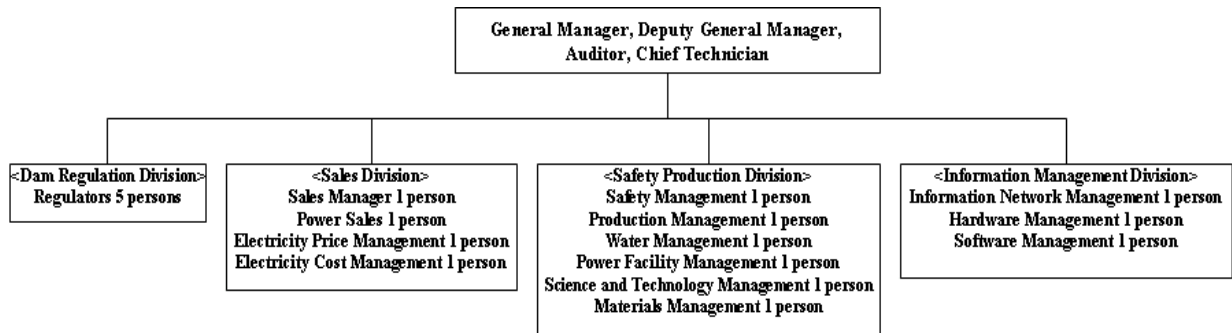 General Manager, Deputy General Manager,
Auditor, Chief Technician
<Dam Regulation Division>
Regulators 5 persons
<Sales Division>
Sales Manager 1 person
Power Sales 1 person
Electricity Price Management 1 person
Electricity Cost Management 1 person
<Safety Production Division>
Safety Management 1 person
Production Management 1 person
Water Management 1 person
Power Facility Management 1 person
Science and Technology Management 1 person
Materials Management 1 person
<Information Management Division>
Information Network Management 1 person
Hardware Management 1 person
Software Management 1 person